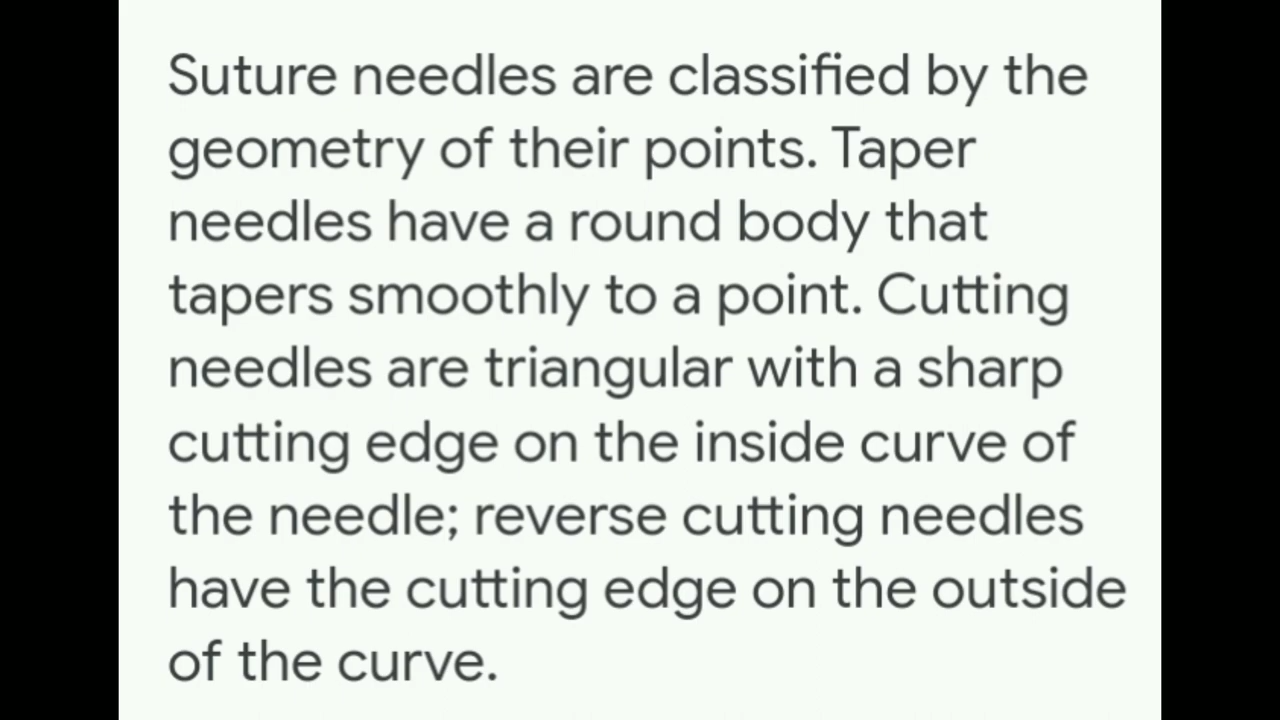 Suture needles are classified by the
geometry of their points. Taper
needles have a round body that
tapers smoothly to a point. Cutting
needles are triangular with a sharp
cutting edge on the inside curve of
the needle; reverse cutting needles
have the cutting edge on the outside
of the curve.